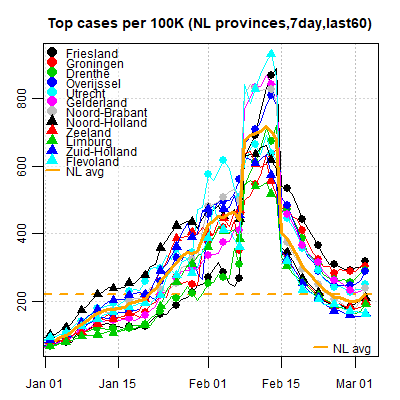 Top cases per 100K (NL provinces,7day,last60)
Friesland
Groningen
Drenthe
Overijssel
Utrecht
Gelderland
Noord-Brabant
Noord-Holland
Zeeland
Limburg
Zuid-Holland
Flevoland
NL avg
800
600
400
200
NL avg
Jan 01 Jan 15 Feb 01 Feb 15 Mar 01